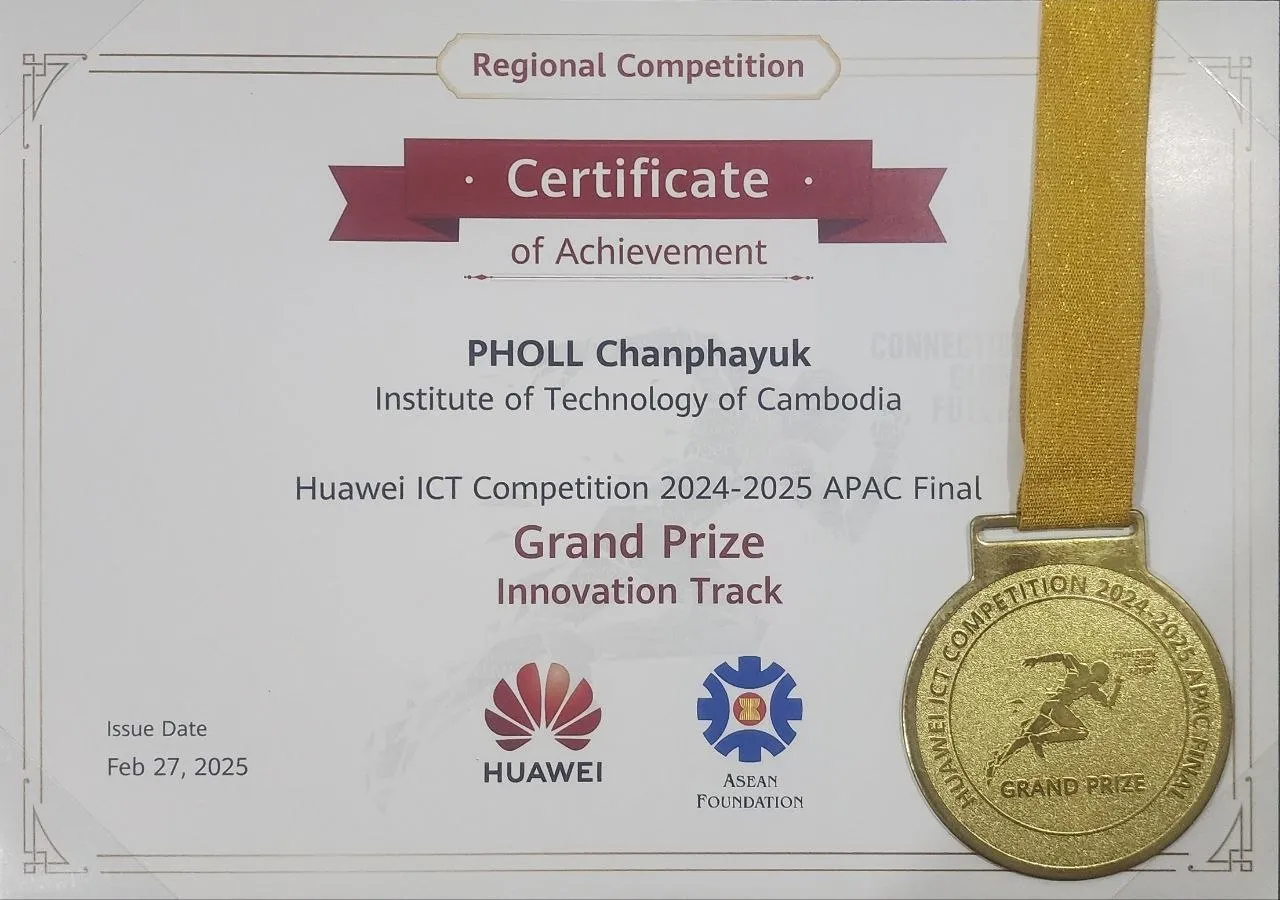 Regional Competition
Certificate
of Achievement
PHOLL Chanphayuk
Institute of Technology of Cambodia
Huawei ICT Competition 2024-2025 APAC Final
Grand Prize
Innovation Track
Issue Date
Feb 27, 2025
HUAWEI
ASEAN
FOUNDATION
HUAWEI ICT COMPETITION 2024-2025 APAC FINAL
GRAND PRIZE